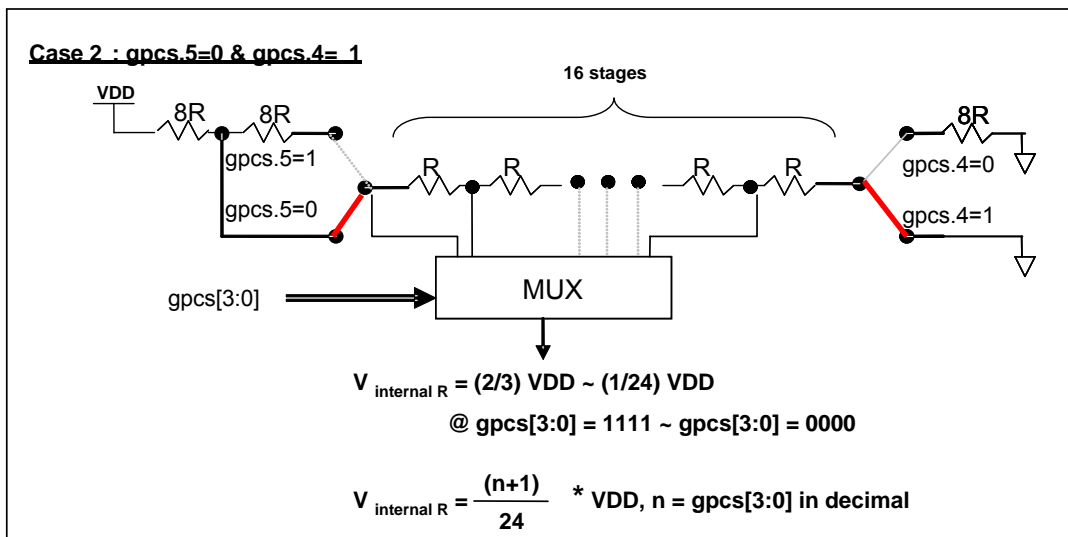 Case 2 : gpcs.5=0 & gpcs.4= 1
16 stages
VDD
8R
8R
8R
gpcs.5=1
R
R
R
R
gpcs.4=0
gpcs.5=0
gpcs.4=1
MUX
gpcs[3:0]
V internal R = (2/3) VDD ~ (1/24) VDD
@ gpcs[3:0] = 1111 ~ gpcs[3:0] = 0000
(n+1)
V internal R = * VDD, n = gpcs[3:0] in decimal
24